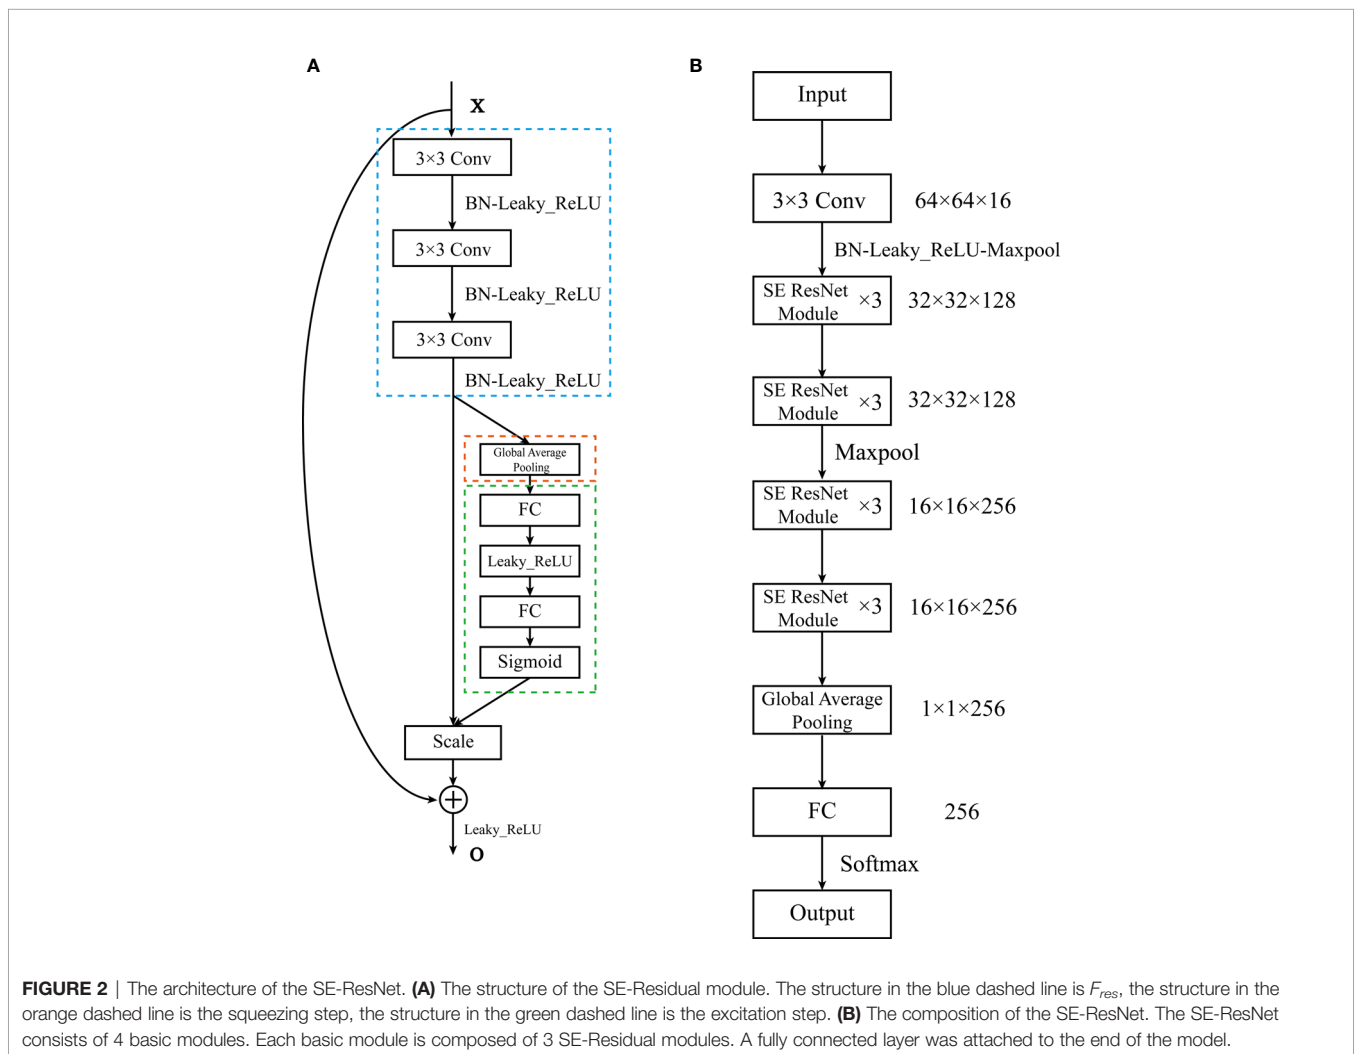 A
X
3×3 Conv
BN-Leaky_ReLU
3×3 Conv
BN-Leaky_ReLU
3×3 Conv
BN-Leaky_ReLU
Global Average
Pooling
FC
Leaky_ReLU
FC
Sigmoid
Scale
+
Leaky_ReLU
O
B
Input
3×3 Conv 64×64×16
BN-Leaky_ReLU-Maxpool
SE ResNet
Module ×3 32×32×128
SE ResNet
Module ×3 32×32×128
Maxpool
SE ResNet
Module ×3 16×16×256
SE ResNet
Module ×3 16×16×256
Global Average
Pooling 1×1×256
FC 256
Softmax
Output
FIGURE 2 | The architecture of the SE-ResNet. (A) The structure of the SE-Residual module. The structure in the blue dashed line is Fres, the structure in the
orange dashed line is the squeezing step, the structure in the green dashed line is the excitation step. (B) The composition of the SE-ResNet. The SE-ResNet
consists of 4 basic modules. Each basic module is composed of 3 SE-Residual modules. A fully connected layer was attached to the end of the model.